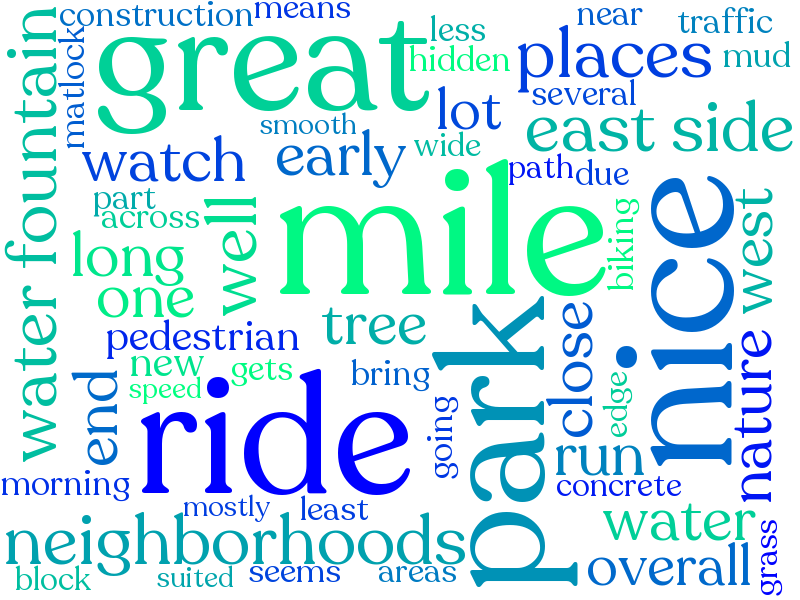 construction
means
near
traffic
great
less
hidden
places
mud
water fountain
matlock
lot
several
smooth
east side
watch
early
wide
path
due
part
across
well
mile
biking
nice
west
long
one
pedestrian
tree
park
close
new
gets
speed
bring
edge
nature
end
ride
going
run
morning
concrete
mostly
least
water
grass
neighborhoods
overall
block
suited
seems
areas